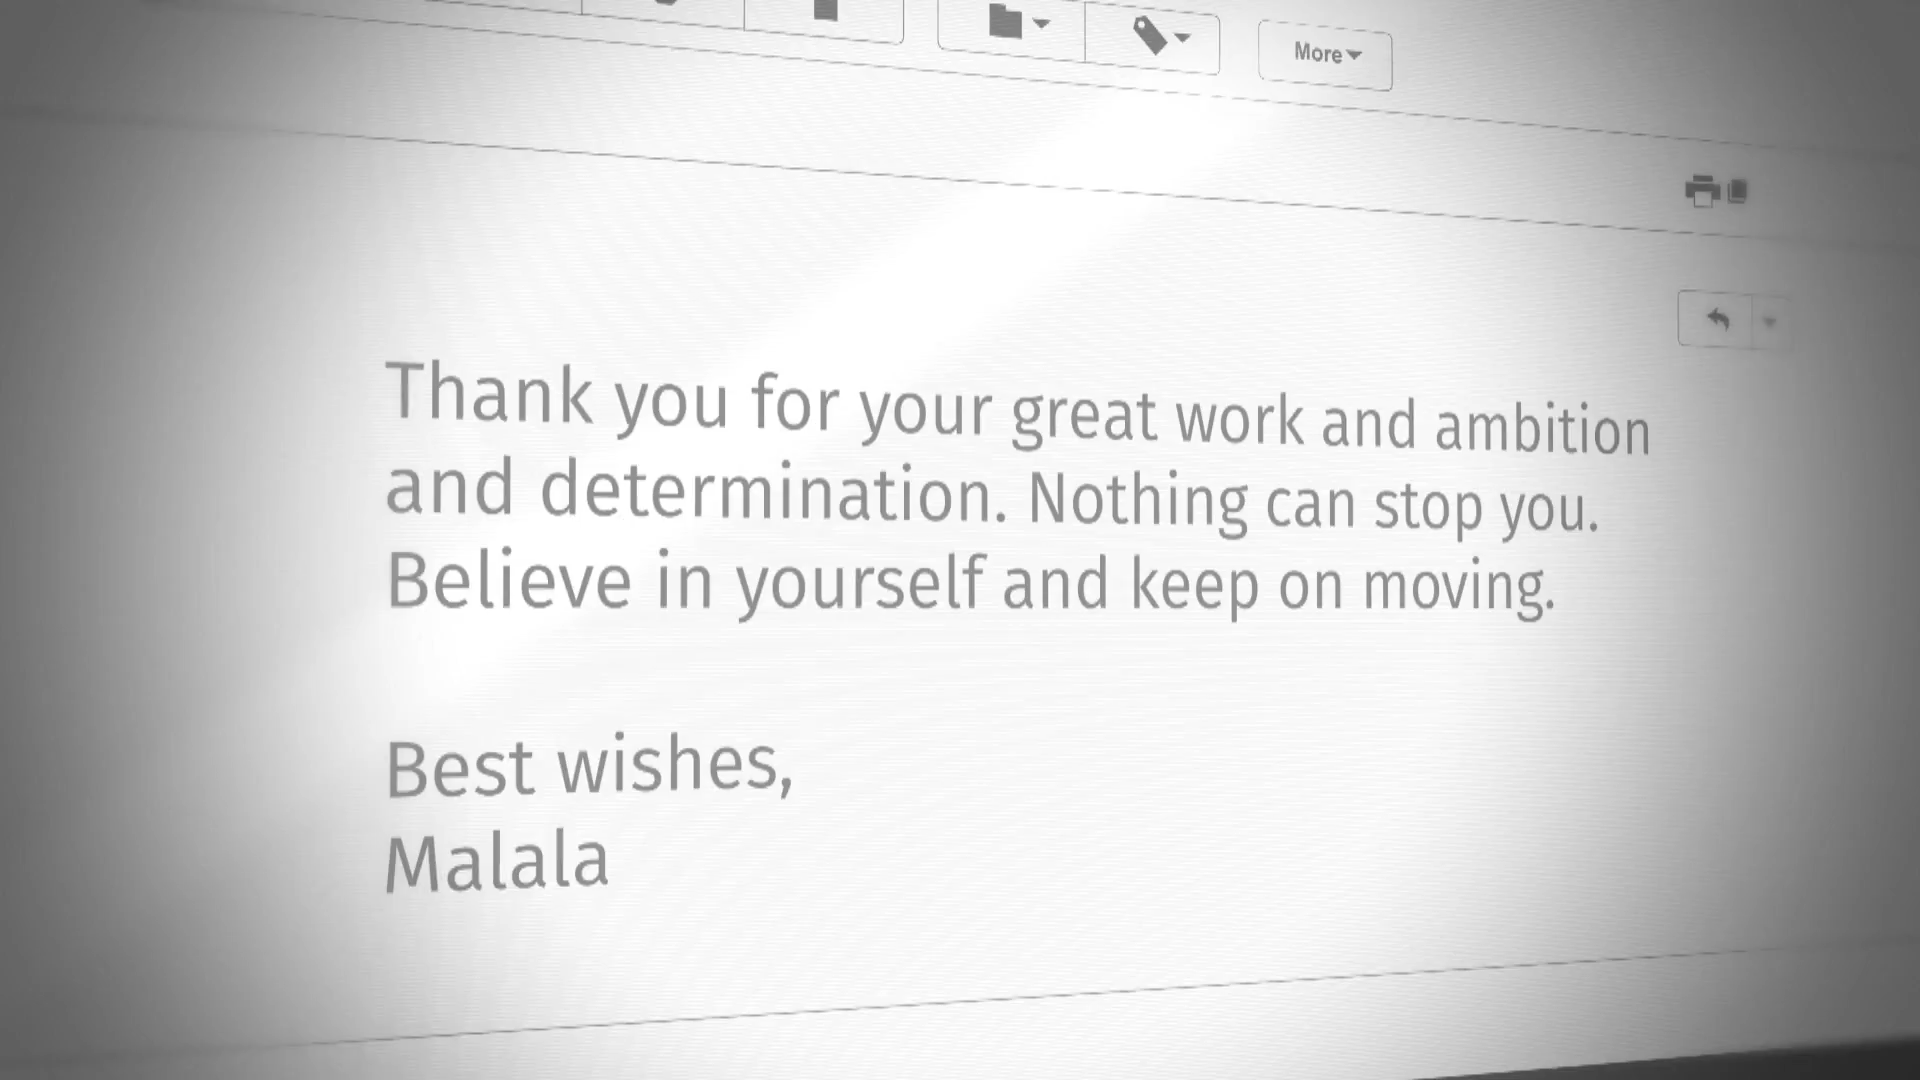 More
Thank you for your great work and ambition
and determination. Nothing can stop you.
Believe in yourself and keep on moving.
Best wishes,
Malala